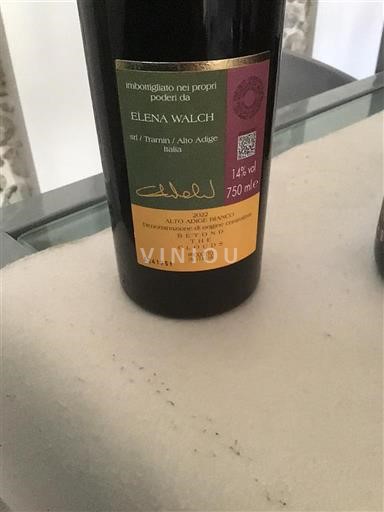 imbottigliato nei propri
poderi da
ELENA WALCH
srl / Tramin / Alto Adige
Italia
14% vol
750 ml e
2022
ALTO ADIGE BIANCO
Denominazione di origine controllata
BEYOND
THE
CLOUDS
VINIOU